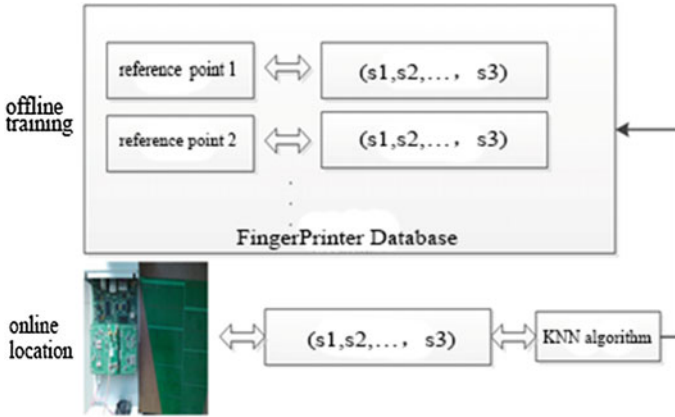 offline
training
reference point 1
(s1,s2,… , s3)
reference point 2
(s1,s2,… , s3)
FingerPrinter Database
online
location
(s1,s2,… , s3)
KNN algorithm